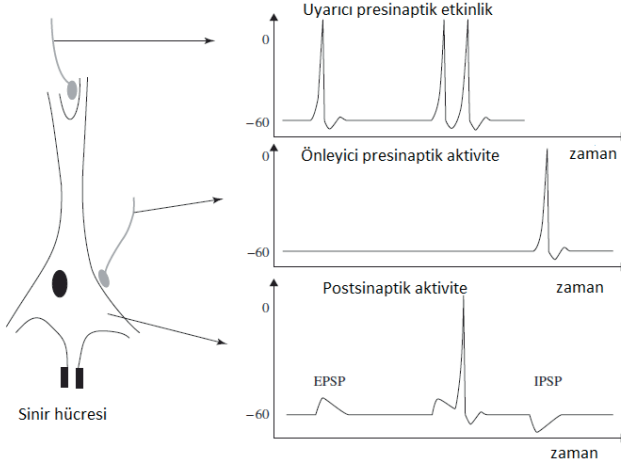 Uyarıcı presinaptik etkinlik
0
−60
zaman
Önleyici presinaptik aktivite
0
−60
zaman
Postsinaptik aktivite
0
EPSP
IPSP
−60
zaman
Sinir hücresi